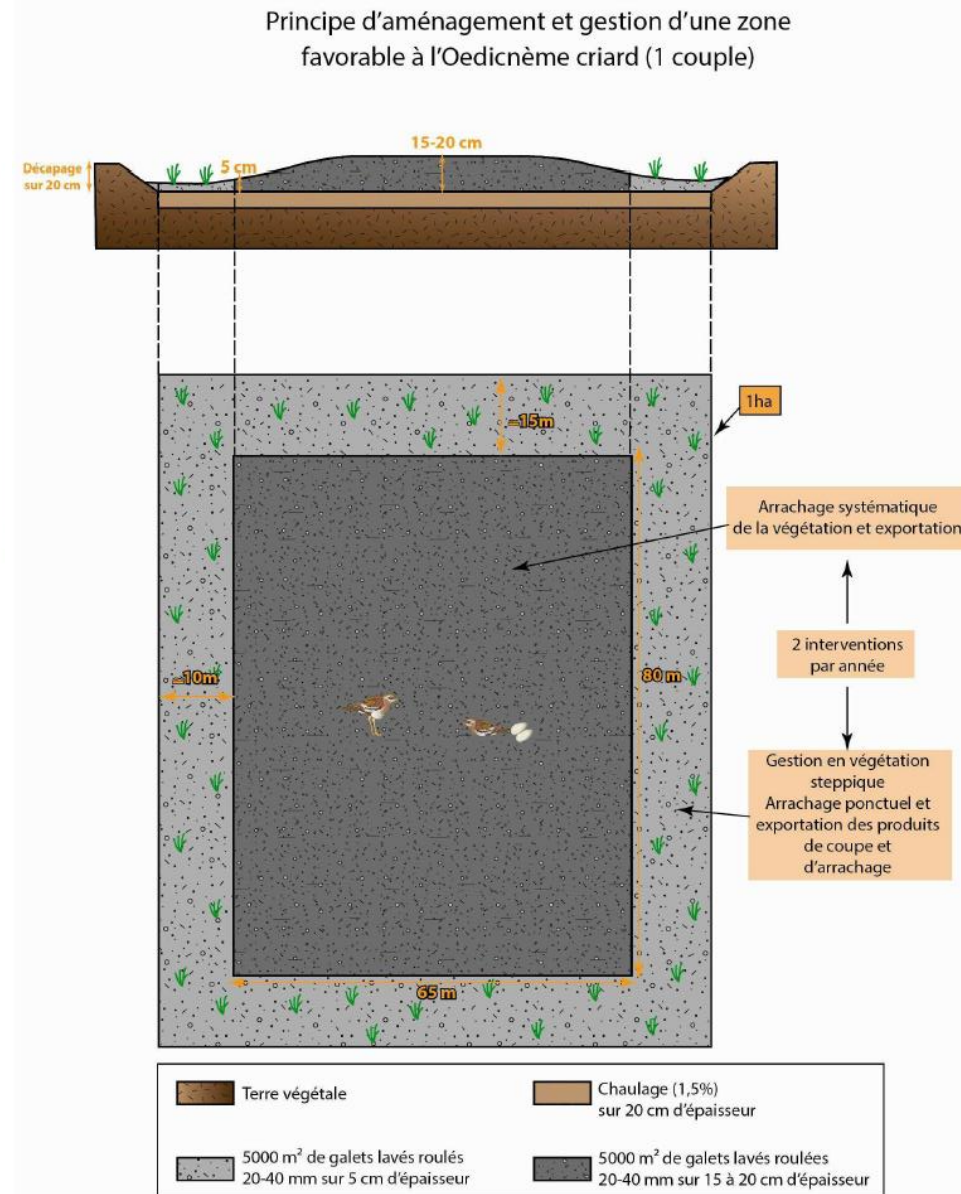 Principe d'aménagement et gestion d'une zone
favorable à l'Oedicnème criard (1 couple)
15-20 cm
Décapage
sur 20 cm
5 cm
1ha
≃15m
Arrachage systématique
de la végétation et exportation
2 interventions
par année
≃10m
80 m
Gestion en végétation
steppique
Arrachage ponctuel et
exportation des produits
de coupe et
d'arrachage
65 m
Terre végétale
Chaulage (1,5%)
sur 20 cm d'épaisseur
5000 m² de galets lavés roulés
20-40 mm sur 5 cm d'épaisseur
5000 m² de galets lavés roulées
20-40 mm sur 15 à 20 cm d'épaisseur